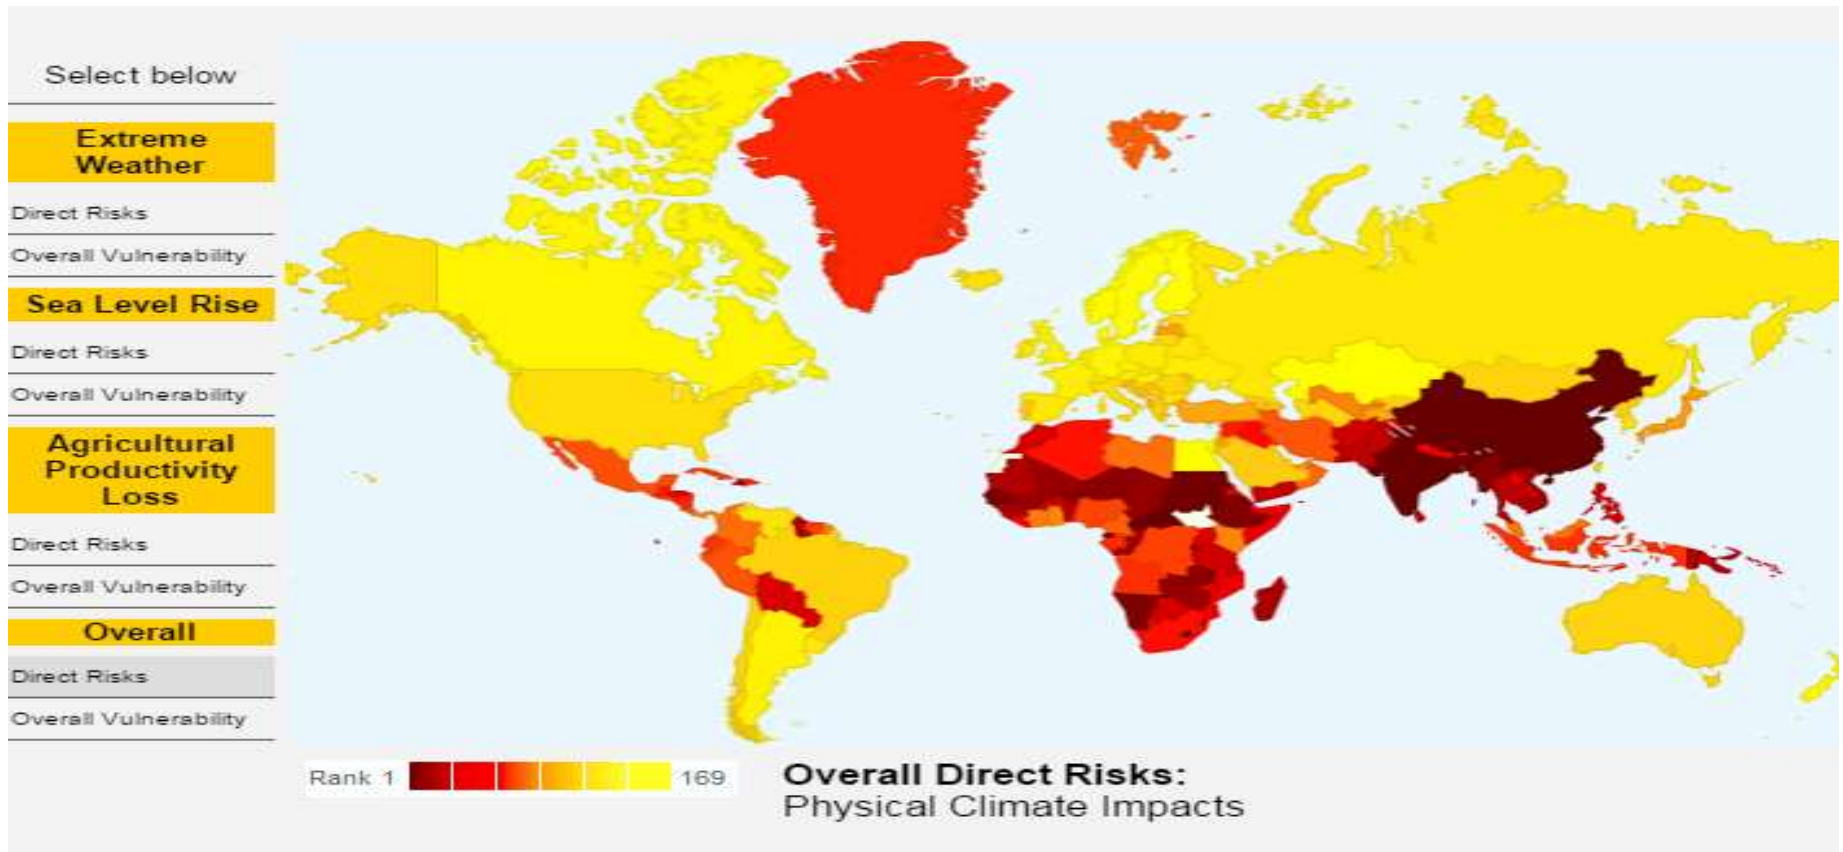 Select below
Extreme
Weather
Direct Risks
Overall Vulnerability
Sea Level Rise
Direct Risks
Overall Vulnerability
Agricultural
Productivity
Loss
Direct Risks
Overall Vulnerability
Overall
Direct Risks
Overall Vulnerability
Rank 1 169
Overall Direct Risks:
Physical Climate Impacts